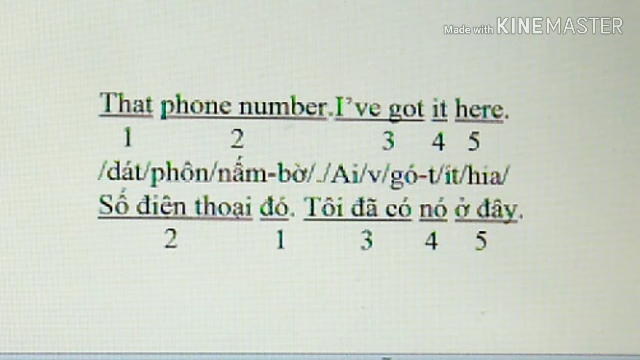 Made with KINEMASTER
That phone number.I've got it here.
1 2 3 4 5
/dát/phôn/nấm-bờ/./Ai/v/gó-t/ít/hia/
Số điện thoại đó. Tôi đã có nó ở đây.
2 1 3 4 5